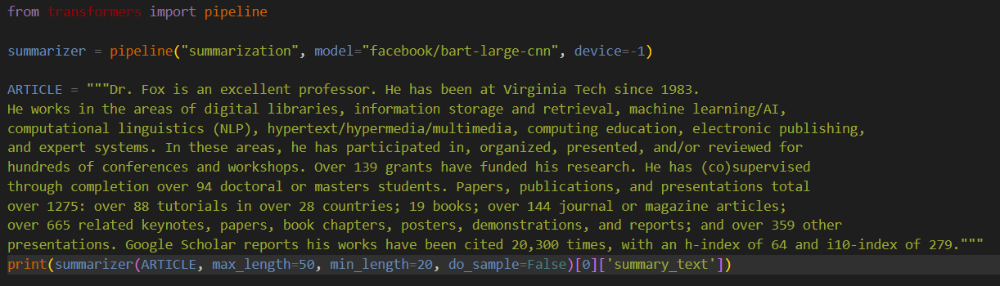 from transformers import pipeline
summarizer = pipeline("summarization", model="facebook/bart-large-cnn", device=-1)
ARTICLE = """Dr. Fox is an excellent professor. He has been at Virginia Tech since 1983.
He works in the areas of digital libraries, information storage and retrieval, machine learning/AI,
computational linguistics (NLP), hypertext/hypermedia/multimedia, computing education, electronic publishing,
and expert systems. In these areas, he has participated in, organized, presented, and/or reviewed for
hundreds of conferences and workshops. Over 139 grants have funded his research. He has (co)supervised
through completion over 94 doctoral or masters students. Papers, publications, and presentations total
over 1275: over 88 tutorials in over 28 countries; 19 books; over 144 journal or magazine articles;
over 665 related keynotes, papers, book chapters, posters, demonstrations, and reports; and over 359 other
presentations. Google Scholar reports his works have been cited 20,300 times, with an h-index of 64 and i10-index of 279."""
print(summarizer(ARTICLE, max_length=50, min_length=20, do_sample=False)[0]['summary_text'])